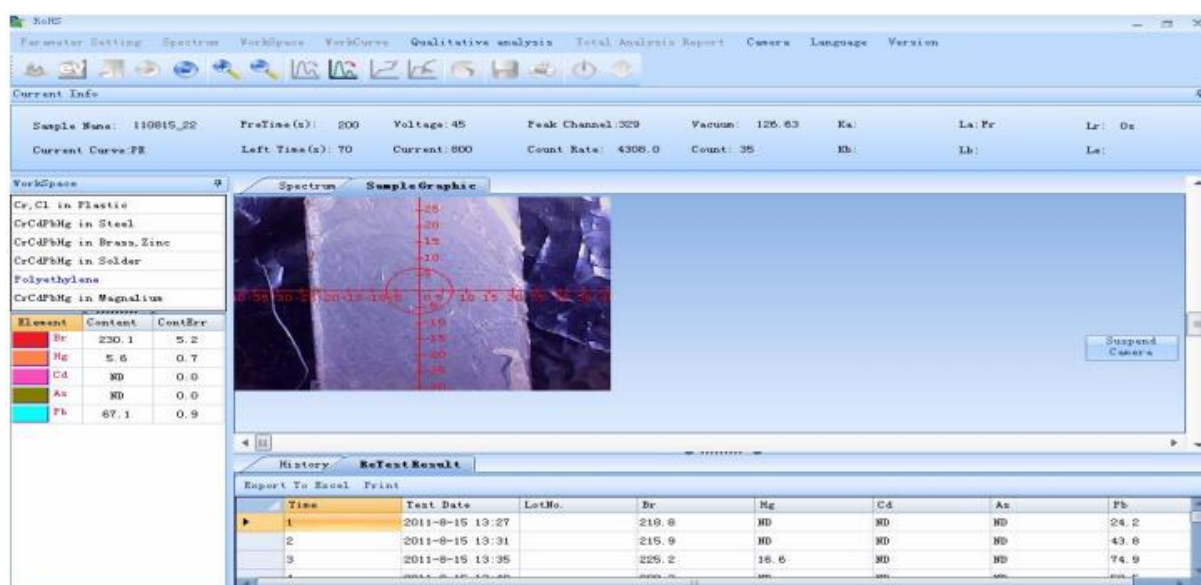 RoHS
Parameter Setting Spectrum WorkSpace WorkCurve Qualitative analysis Total Analysis Report Camera Language Version
Current Info
Sample Name: 110815_22 PreTime(s): 200 Voltage:45 Peak Channel:329 Vacuum: 126.63 Ka: La:Pr Lr: Os
Current Curve:PE Left Time(s): 70 Current:800 Count Rate: 4308.0 Count: 35 Kb: Lb: Le:
WorkSpace
Spectrum SampleGraphic
Cr,Cl in Plastic
CrCdPbHg in Steel
CrCdPbHg in Brass,Zinc
CrCdPbHg in Solder
Polyethylene
CrCdPbHg in Magnalium
Element Content ContErr
Br 230.1 5.2
Hg 5.6 0.7
Cd ND 0.0
As ND 0.0
Pb 67.1 0.9
25
20
15
10
5
Suspend
Camera
History ReTestResult
Export To Excel Print
Time Test Date LotNo. Br Hg Cd As Pb
1 2011-8-15 13:27 218.8 ND ND ND 24.2
2 2011-8-15 13:31 215.9 ND ND ND 43.8
3 2011-8-15 13:35 225.2 16.6 ND ND 74.9